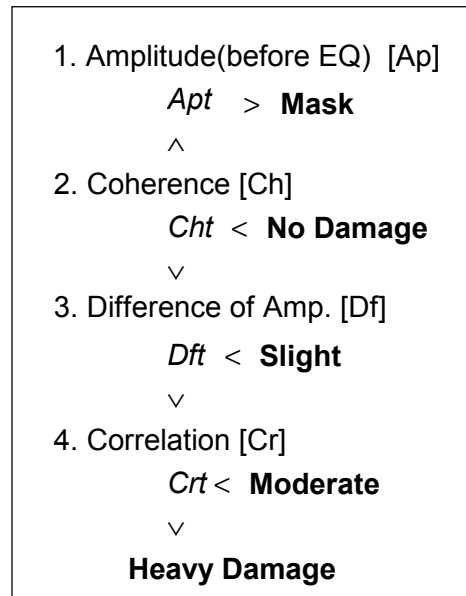 1. Amplitude(before EQ) [Ap]
Apt > Mask
^
2. Coherence [Ch]
Cht < No Damage
v
3. Difference of Amp. [Df]
Dft < Slight
v
4. Correlation [Cr]
Crt < Moderate
v
Heavy Damage